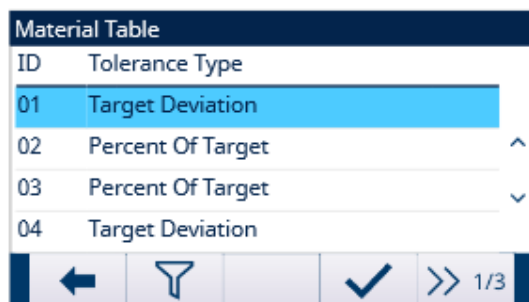 Material Table
ID Tolerance Type
01 Target Deviation
02 Percent Of Target
03 Percent Of Target
04 Target Deviation
1/3